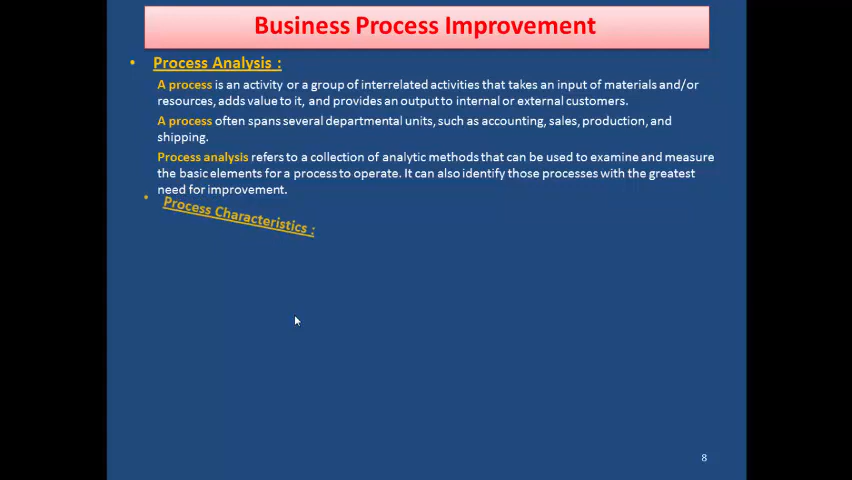 Business Process Improvement
• Process Analysis :
A process is an activity or a group of interrelated activities that takes an input of materials and/or
resources, adds value to it, and provides an output to internal or external customers.
A process often spans several departmental units, such as accounting, sales, production, and
shipping.
Process analysis refers to a collection of analytic methods that can be used to examine and measure
the basic elements for a process to operate. It can also identify those processes with the greatest
need for improvement.
• Process Characteristics :
8